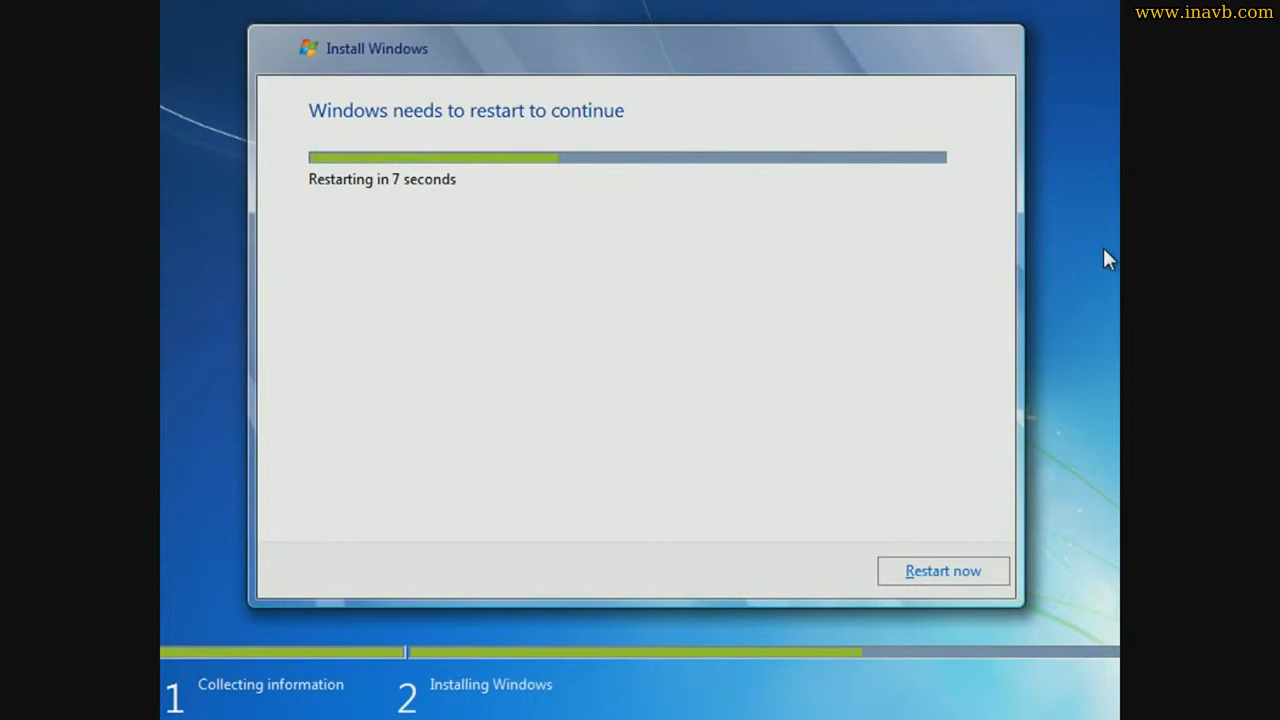 www.inavb.com
Install Windows
Windows needs to restart to continue
Restarting in 7 seconds
Restart now
1 Collecting information
2 Installing Windows